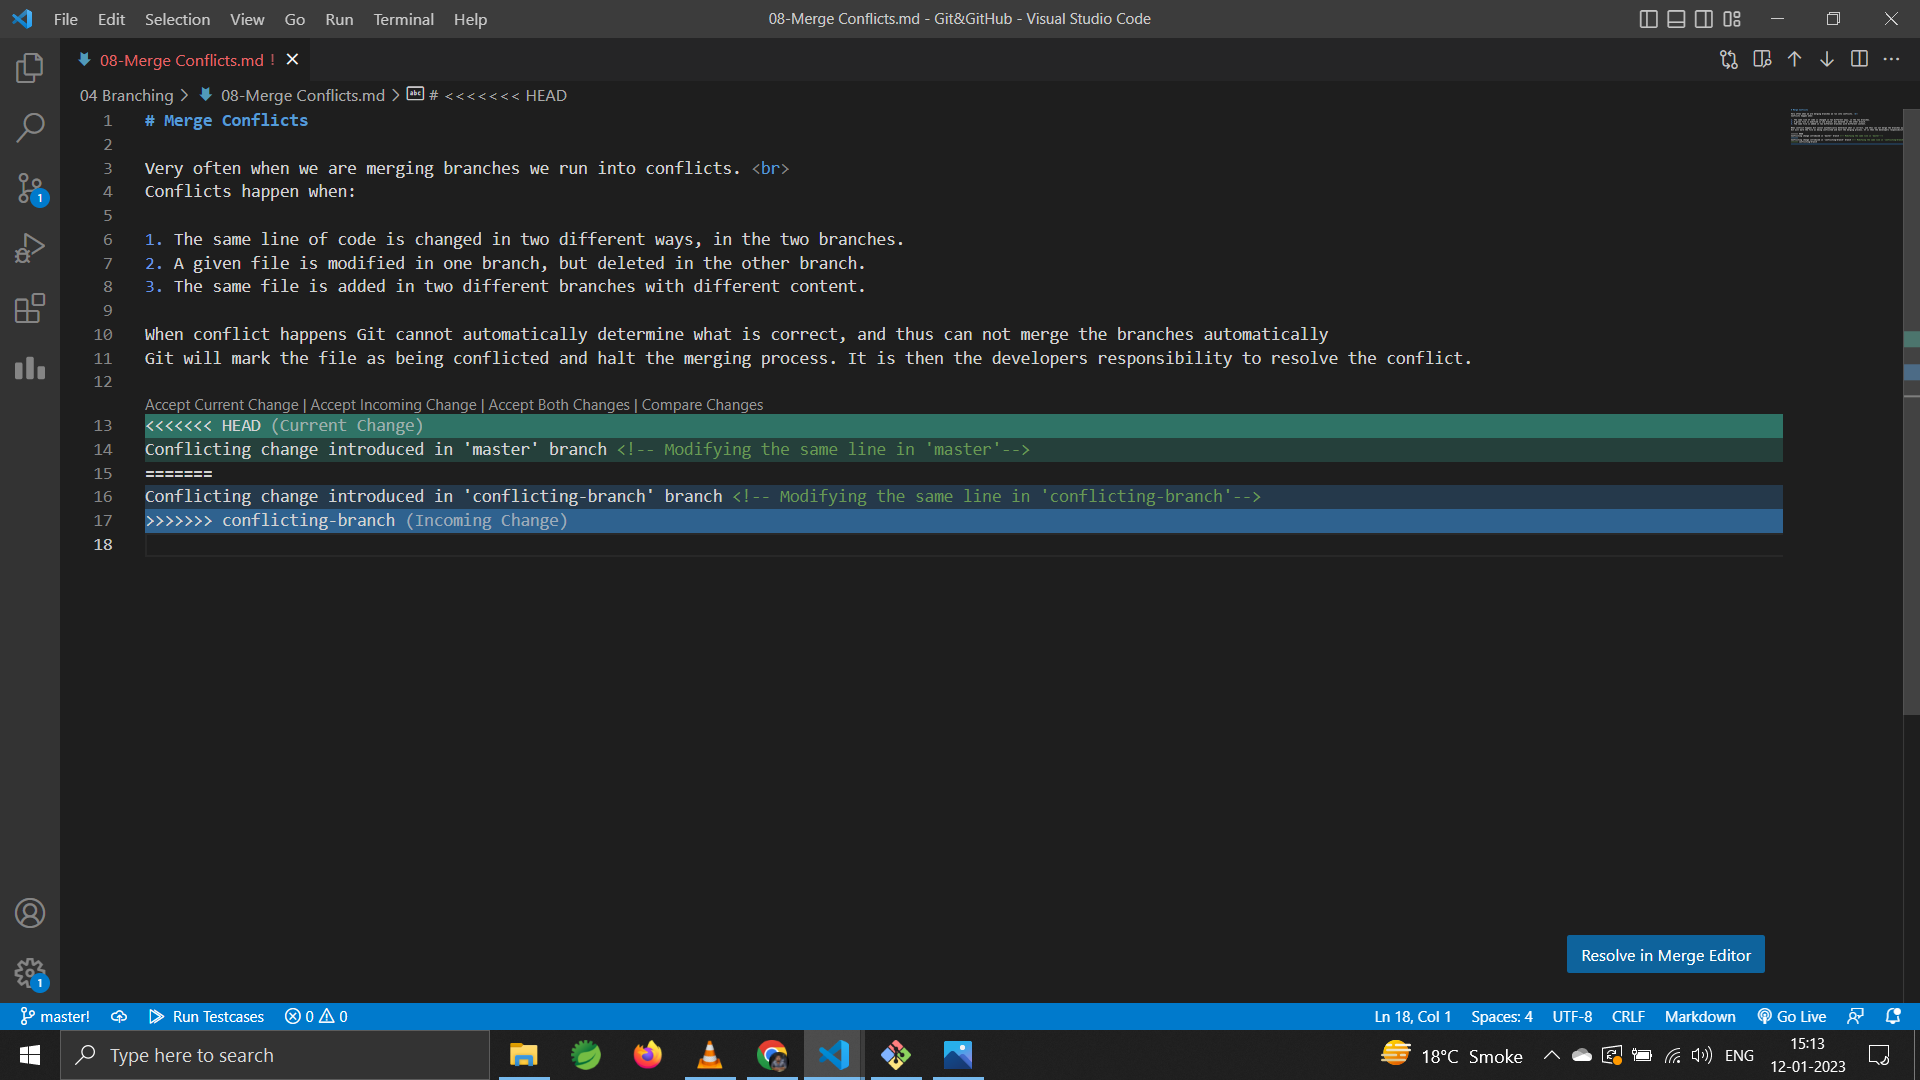 File Edit Selection View Go Run Terminal Help
08-Merge Conflicts.md - Git&GitHub - Visual Studio Code
08-Merge Conflicts.md !
04 Branching > 08-Merge Conflicts.md > # <<<<<<< HEAD
1 # Merge Conflicts
2
3 Very often when we are merging branches we run into conflicts. <br>
4 Conflicts happen when:
5
6 1. The same line of code is changed in two different ways, in the two branches.
7 2. A given file is modified in one branch, but deleted in the other branch.
8 3. The same file is added in two different branches with different content.
9
10 When conflict happens Git cannot automatically determine what is correct, and thus can not merge the branches automatically
11 Git will mark the file as being conflicted and halt the merging process. It is then the developers responsibility to resolve the conflict.
12
Accept Current Change | Accept Incoming Change | Accept Both Changes | Compare Changes
13 <<<<<<< HEAD (Current Change)
14 Conflicting change introduced in 'master' branch <!-- Modifying the same line in 'master'-->
15 =======
16 Conflicting change introduced in 'conflicting-branch' branch <!-- Modifying the same line in 'conflicting-branch'-->
17 >>>>>>> conflicting-branch (Incoming Change)
18
1
1
Resolve in Merge Editor
master! Run Testcases 0 0 Ln 18, Col 1 Spaces: 4 UTF-8 CRLF Markdown Go Live
Type here to search
18°C Smoke
ENG
15:13
12-01-2023